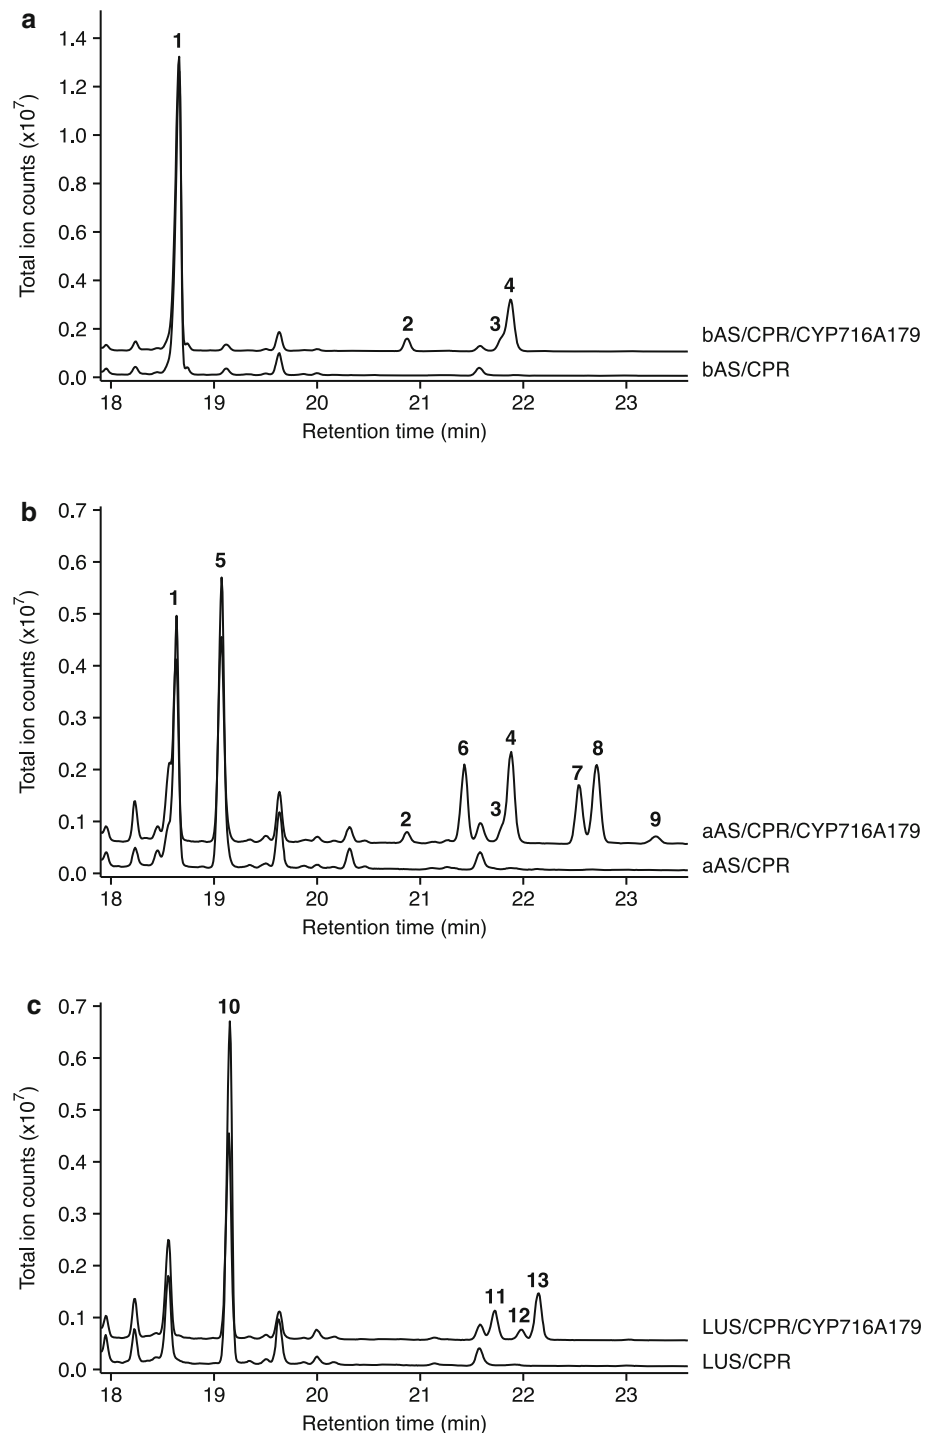 a
Total ion counts (x10⁷)
1.4
1.2
1.0
0.8
0.6
0.4
0.2
0.0
1
2
3
4
bAS/CPR/CYP716A179
bAS/CPR
18 19 20 21 22 23
Retention time (min)
b
Total ion counts (x10⁷)
0.7
0.6
0.5
0.4
0.3
0.2
0.1
0.0
1
5
2
6
3
4
7
8
9
aAS/CPR/CYP716A179
aAS/CPR
18 19 20 21 22 23
Retention time (min)
c
Total ion counts (x10⁷)
0.7
0.6
0.5
0.4
0.3
0.2
0.1
0.0
10
11
12
13
LUS/CPR/CYP716A179
LUS/CPR
18 19 20 21 22 23
Retention time (min)